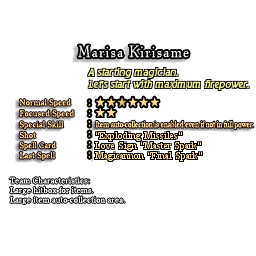 Marisa Kirisame
A starting magician.
Let's start with maximum firepower.
Normal Speed : ★★★★★★
Focused Speed : ★★
Special Skill : Item auto-collection is enabled even if not in full power.
Shot : "Exploding Missiles"
Spell Card : Love Sign "Master Spark"
Last Spell : Magicannon "Final Spark"
Team Characteristics:
Large hitbox for items.
Large item auto-collection area.